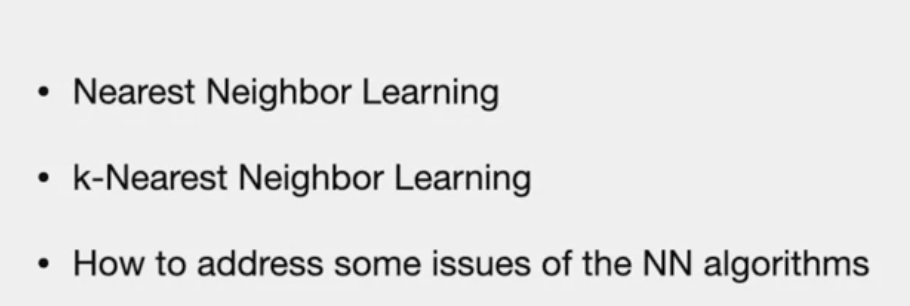 • Nearest Neighbor Learning
• k-Nearest Neighbor Learning
• How to address some issues of the NN algorithms